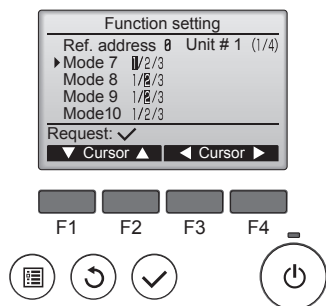 Function setting
Ref. address 0 Unit # 1 (1/4)
Mode 7 1/2/3
Mode 8 1/2/3
Mode 9 1/2/3
Mode10 1/2/3
Request: ✓
▼ Cursor ▲ ◀ Cursor ▶
F1 F2 F3 F4